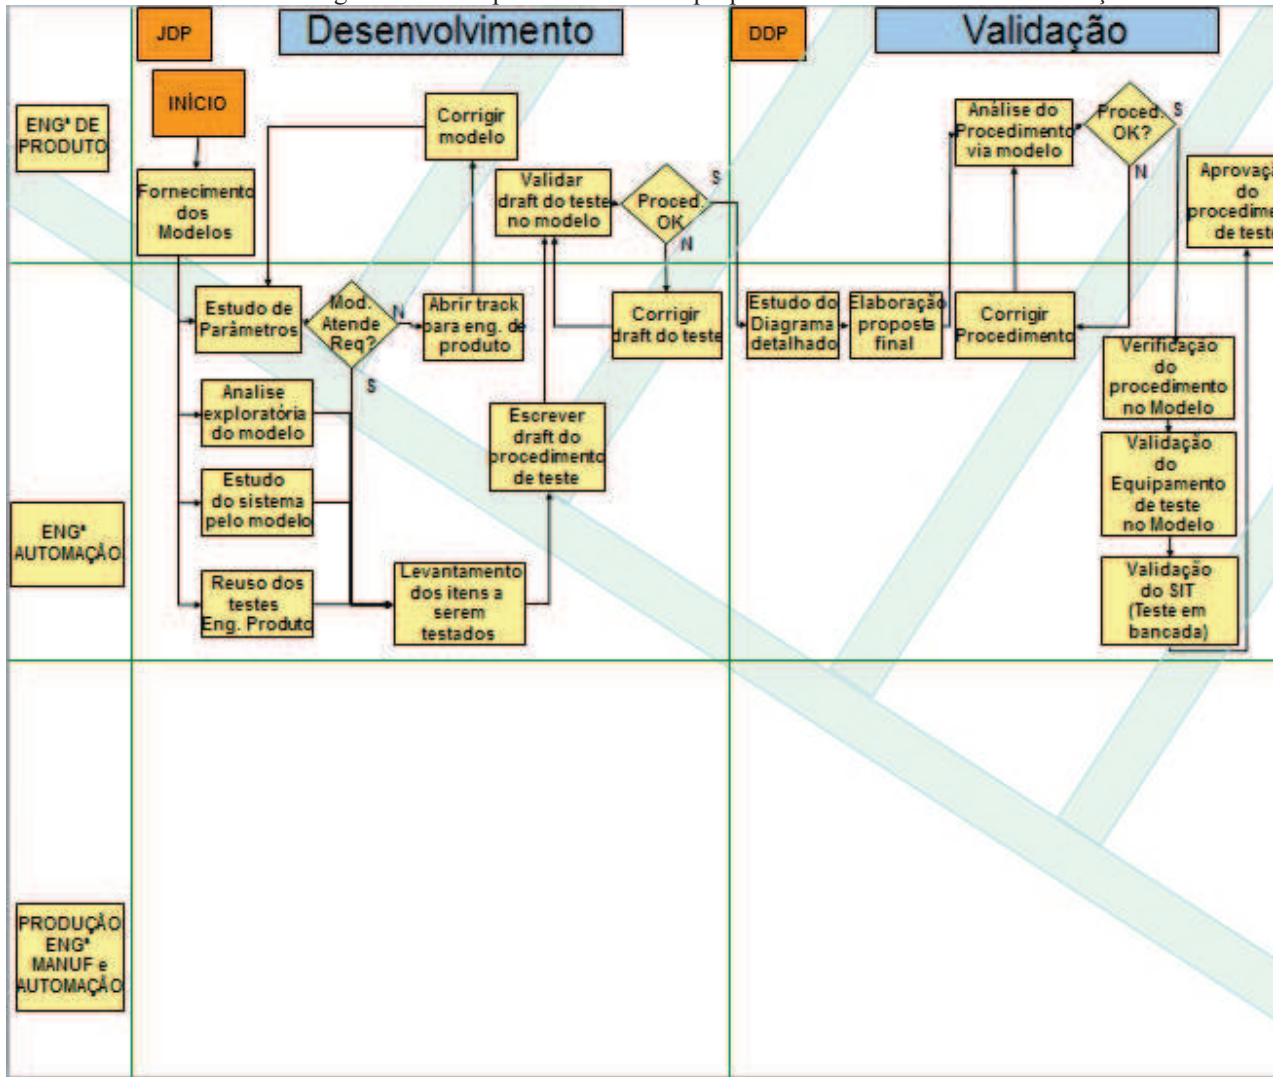 JDP
Desenvolvimento
DDP
Validação
INÍCIO
ENGª DE
PRODUTO
Fornecimento
dos
Modelos
Corrigir
modelo
Validar
draft do teste
no modelo
Proced.
OK
S
N
Análise do
Procedimento
via modelo
Proced.
OK?
S
N
do
de teste
Estudo de
Parâmetros
Mod.
Atende
Req?
N
S
Abrir track
para eng. de
produto
Corrigir
draft do teste
Estudo do
Diagrama
detalhado
Elaboração
proposta
final
Corrigir
Procedimento
Verificação
do
procedimento
no Modelo
Analise
exploratória
do modelo
Escrever
draft do
procedimento
de teste
Validação
do
Equipamento
de teste
no Modelo
Estudo
do sistema
pelo modelo
ENGª
AUTOMAÇÃO
Reuso dos
testes
Eng. Produto
Levantamento
dos itens a
serem
testados
Validação
do SIT
(Teste em
bancada)
PRODUÇÃO
ENGª
MANUF e
AUTOMAÇÃO